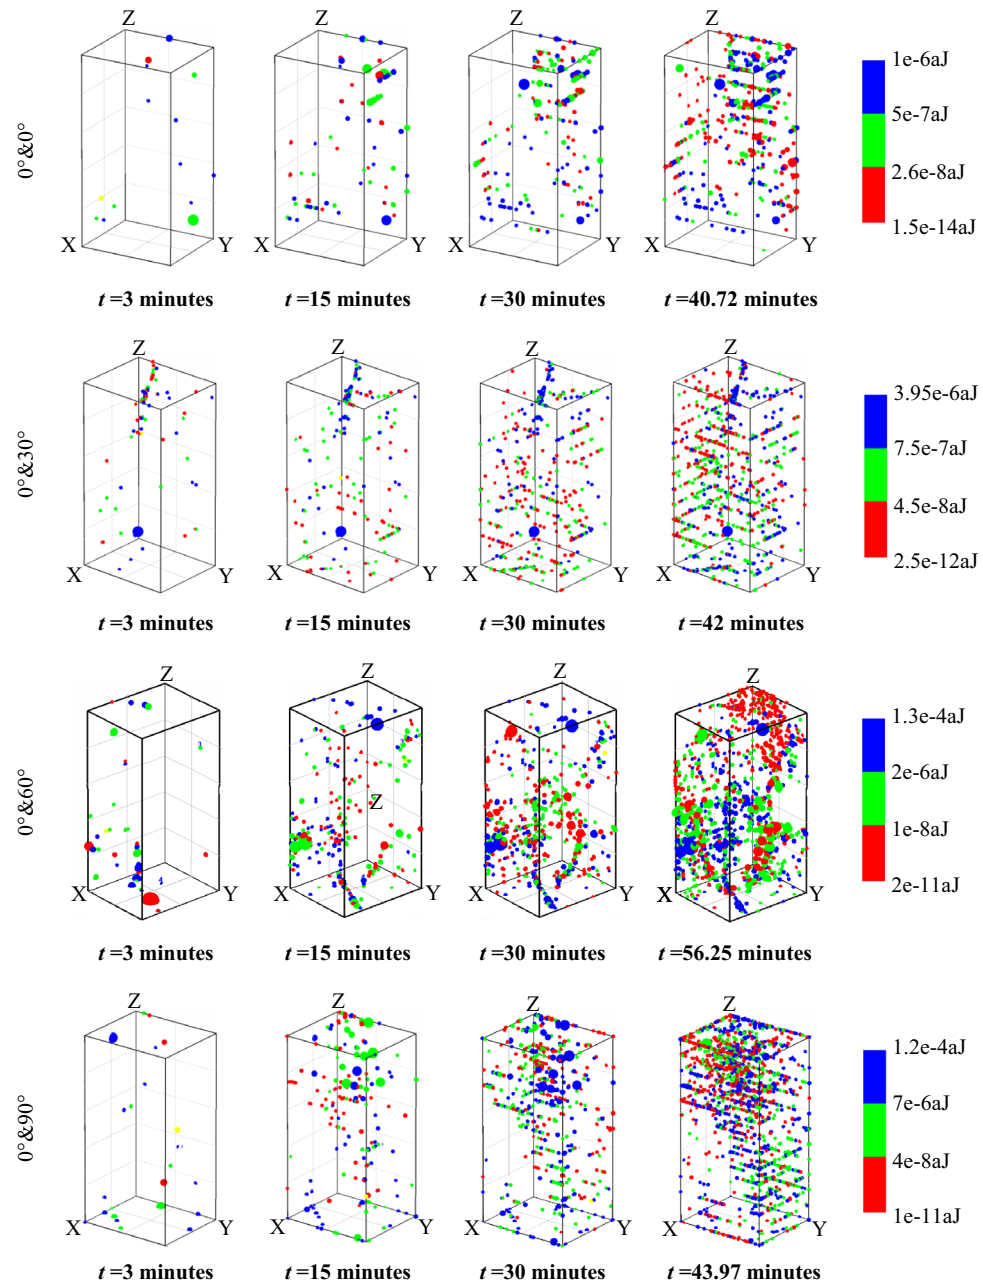 Z
Z
Z
Z
X
Y
X
Y
X
Y
X
Y
0°&0°
1e-6aJ
5e-7aJ
2.6e-8aJ
1.5e-14aJ
t =3 minutes
t =15 minutes
t =30 minutes
t =40.72 minutes
Z
Z
Z
Z
X
Y
X
Y
X
Y
X
Y
0°&30°
3.95e-6aJ
7.5e-7aJ
4.5e-8aJ
2.5e-12aJ
t =3 minutes
t =15 minutes
t =30 minutes
t =42 minutes
Z
Z
Z
Z
Z
X
Y
X
Y
X
Y
X
Y
0°&60°
1.3e-4aJ
2e-6aJ
1e-8aJ
2e-11aJ
t =3 minutes
t =15 minutes
t =30 minutes
t =56.25 minutes
Z
Z
Z
Z
X
Y
X
Y
X
Y
X
Y
0°&90°
1.2e-4aJ
7e-6aJ
4e-8aJ
1e-11aJ
t =3 minutes
t =15 minutes
t =30 minutes
t =43.97 minutes